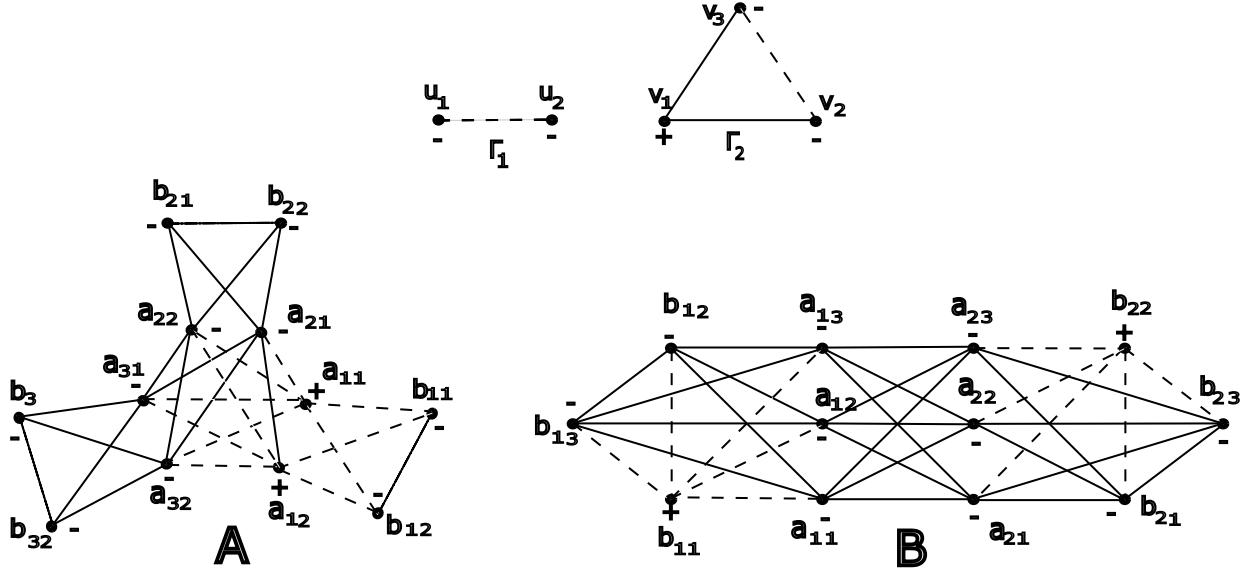 v₃ -
u₁ u₂ v₁ v₂
- - + -
Γ₁ Γ₂
b₂₁ b₂₂
- -
a₂₂ - - a₂₁
a₃₁ - a₁₁ +
b₃ - b₁₁ -
a₃₂ - a₁₂ + b₁₂ -
b₃₂ -
A
b₁₂ a₁₃ a₂₃ b₂₂
- - - +
a₁₂ a₂₂ b₂₃
- b₁₃ - - -
+ - - - b₂₁
b₁₁ a₁₁ a₂₁
B